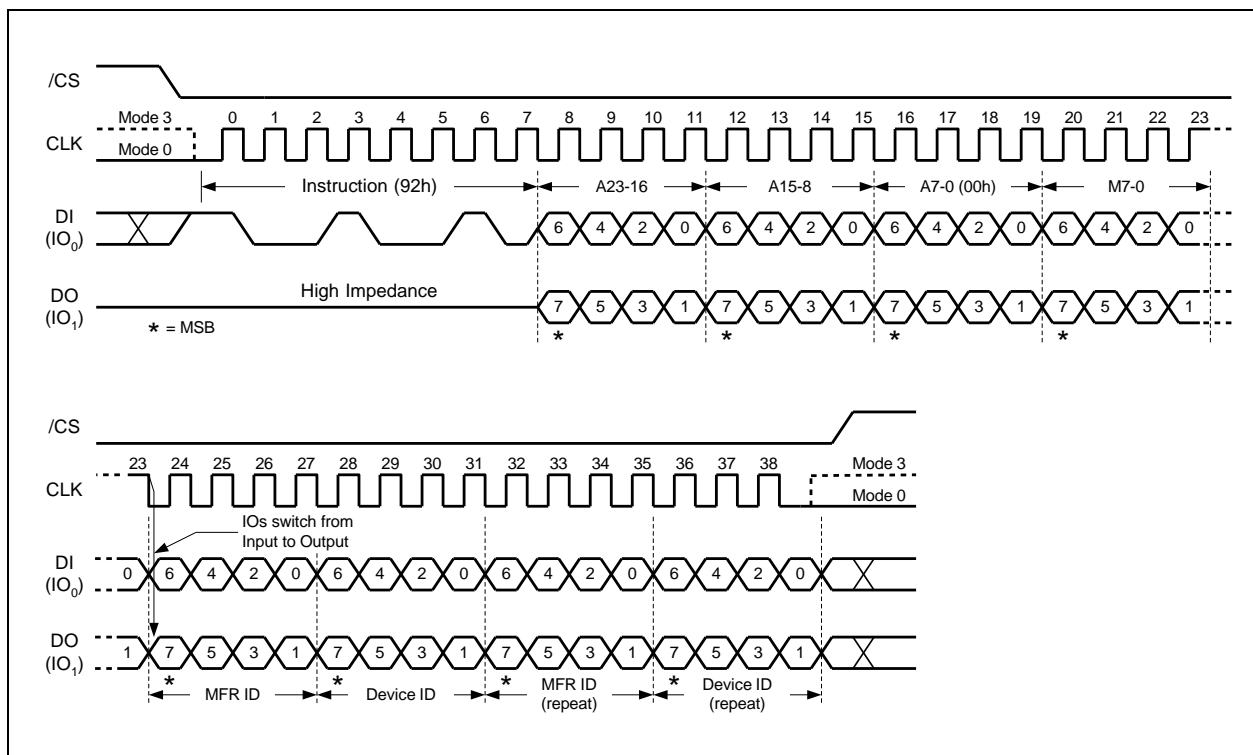 /CS
Mode 3
0 1 2 3 4 5 6 7 8 9 10 11 12 13 14 15 16 17 18 19 20 21 22 23
CLK
Mode 0
Instruction (92h) A23-16 A15-8 A7-0 (00h) M7-0
DI
(IO0)
6 4 2 0 6 4 2 0 6 4 2 0 6 4 2 0
High Impedance
DO
(IO1)
7 5 3 1 7 5 3 1 7 5 3 1 7 5 3 1
* = MSB
* * * *
/CS
23 24 25 26 27 28 29 30 31 32 33 34 35 36 37 38
Mode 3
CLK
Mode 0
IOs switch from
Input to Output
DI
(IO0)
0 6 4 2 0 6 4 2 0 6 4 2 0 6 4 2 0
DO
(IO1)
1 7 5 3 1 7 5 3 1 7 5 3 1 7 5 3 1
* * * *
MFR ID Device ID MFR ID
(repeat)
Device ID
(repeat)